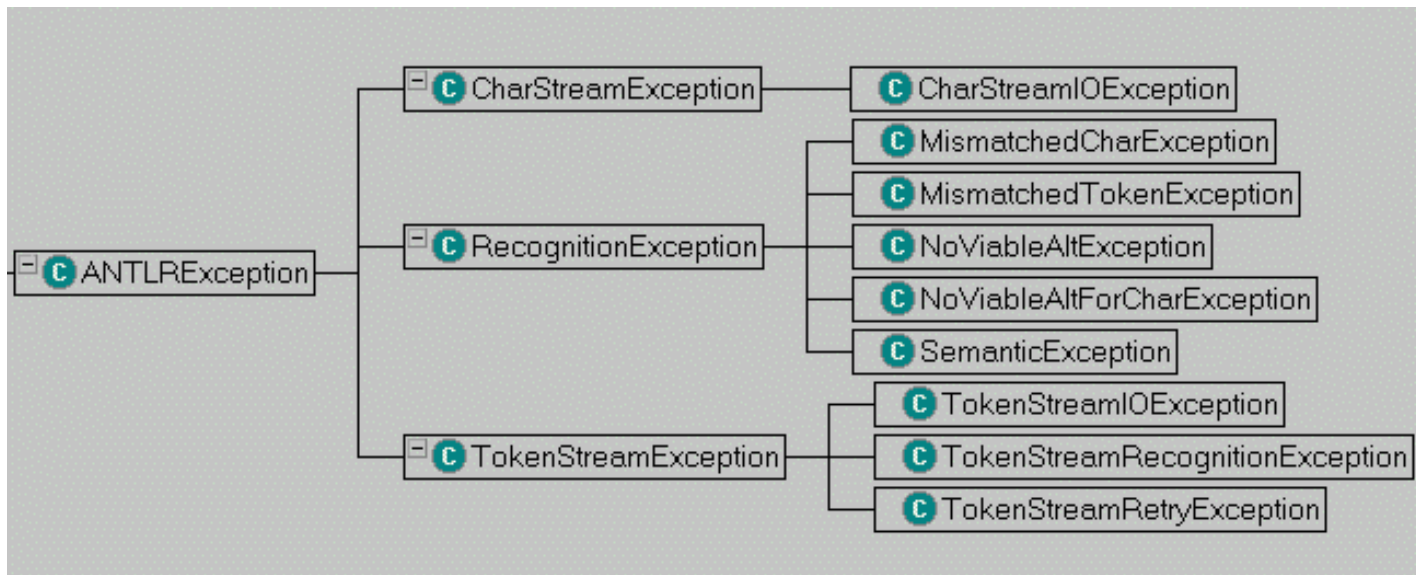 C CharStreamException
C CharStreamIOException
C MismatchedCharException
C MismatchedTokenException
C RecognitionException
C NoViableAltException
C ANTLRException
C NoViableAltForCharException
C SemanticException
C TokenStreamIOException
C TokenStreamException
C TokenStreamRecognitionException
C TokenStreamRetryException